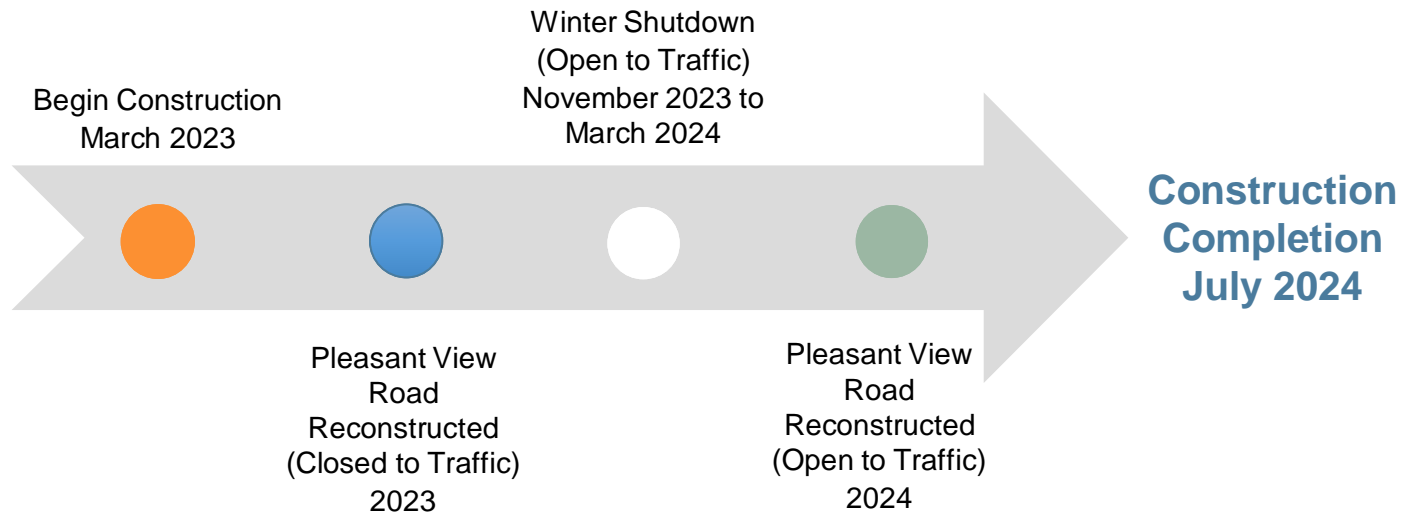 Begin Construction
March 2023
Pleasant View
Road
Reconstructed
(Closed to Traffic)
2023
Winter Shutdown
(Open to Traffic)
November 2023 to
March 2024
Pleasant View
Road
Reconstructed
(Open to Traffic)
2024
Construction
Completion
July 2024